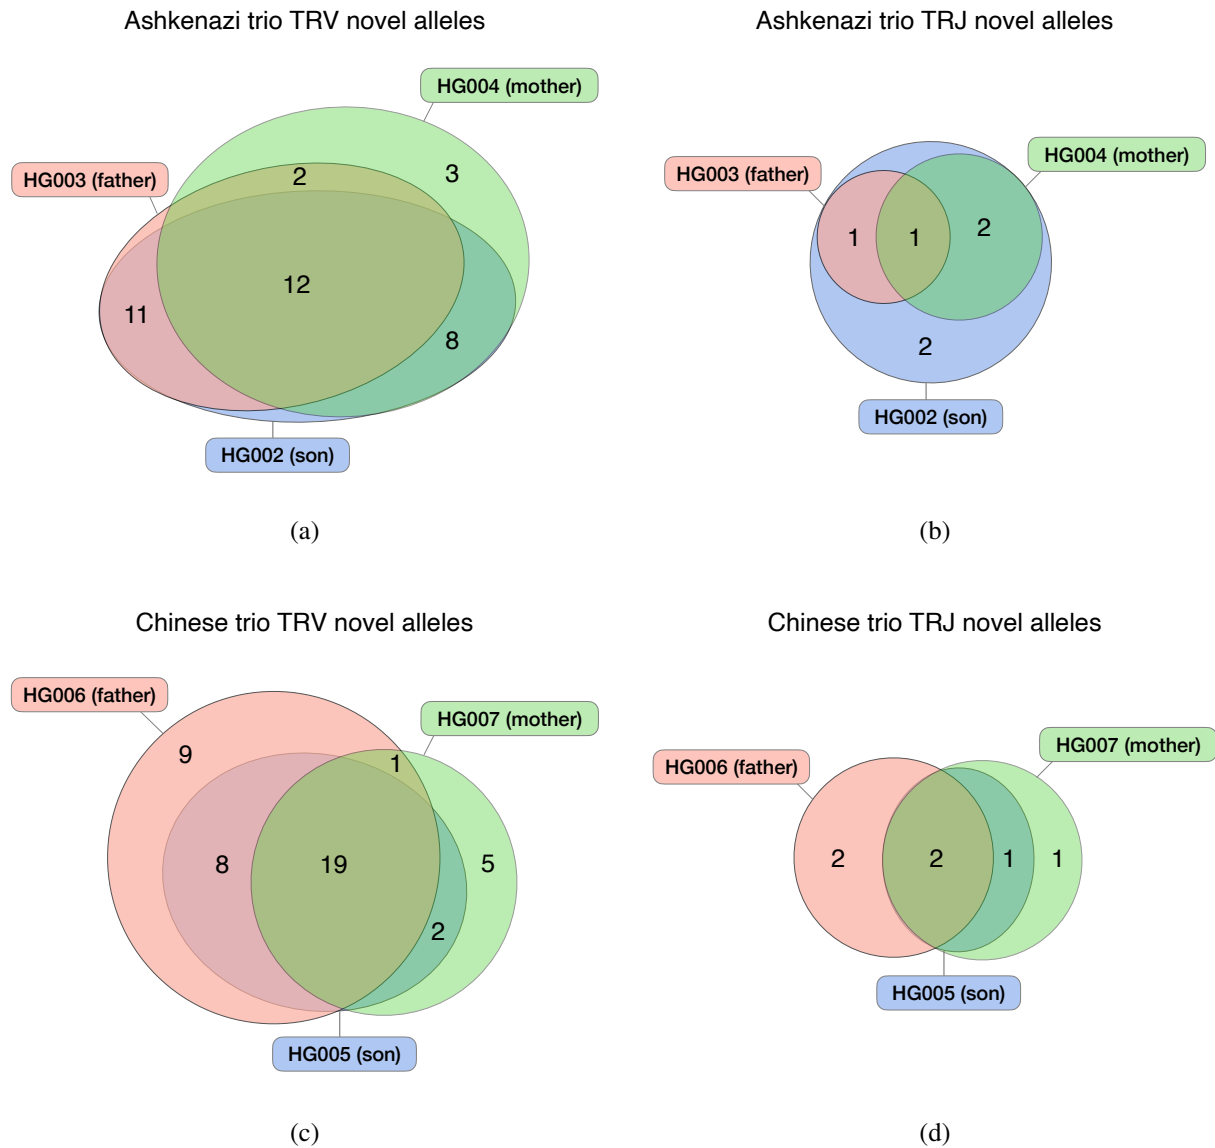 Ashkenazi trio TRV novel alleles
HG004 (mother)
HG003 (father)
2
3
12
11
8
HG002 (son)
(a)
Ashkenazi trio TRJ novel alleles
HG004 (mother)
HG003 (father)
1
1
2
2
HG002 (son)
(b)
Chinese trio TRV novel alleles
HG006 (father)
HG007 (mother)
9
1
8
19
5
2
HG005 (son)
(c)
Chinese trio TRJ novel alleles
HG007 (mother)
HG006 (father)
2
2
1
1
HG005 (son)
(d)